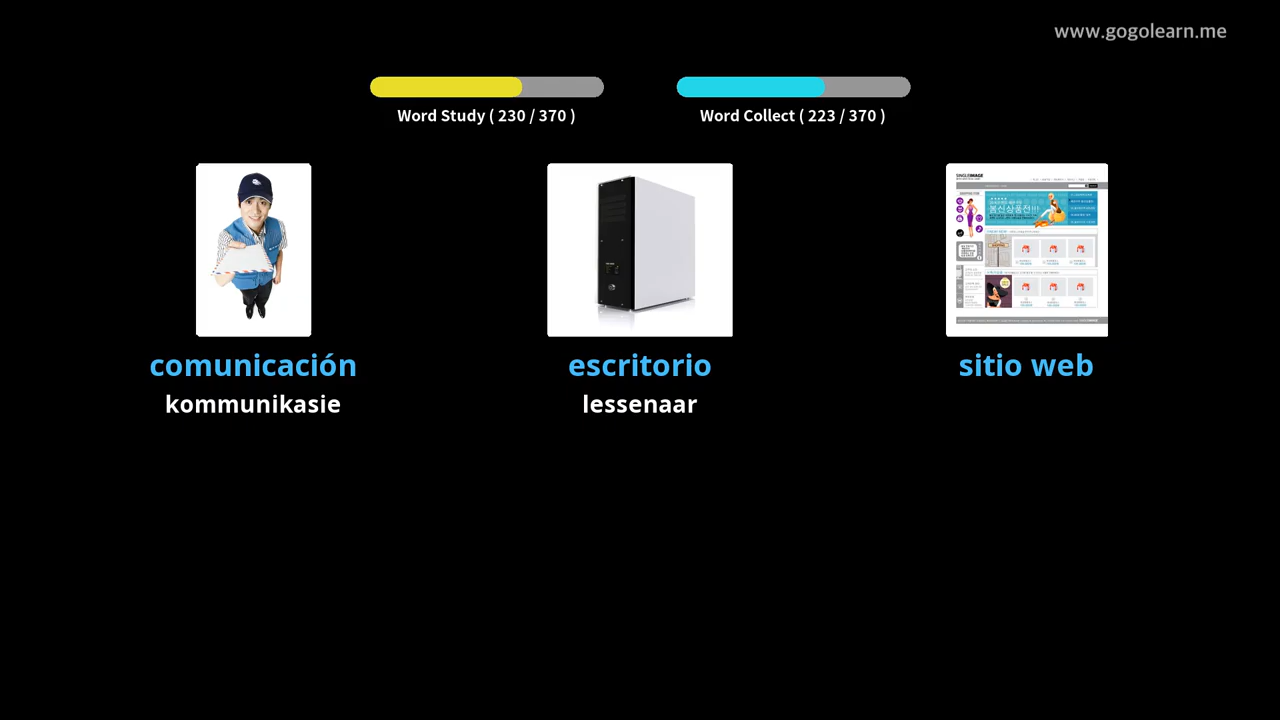 www.gogolearn.me
Word Study ( 230 / 370 )
Word Collect ( 223 / 370 )
comunicación
escritorio
sitio web
kommunikasie
lessenaar